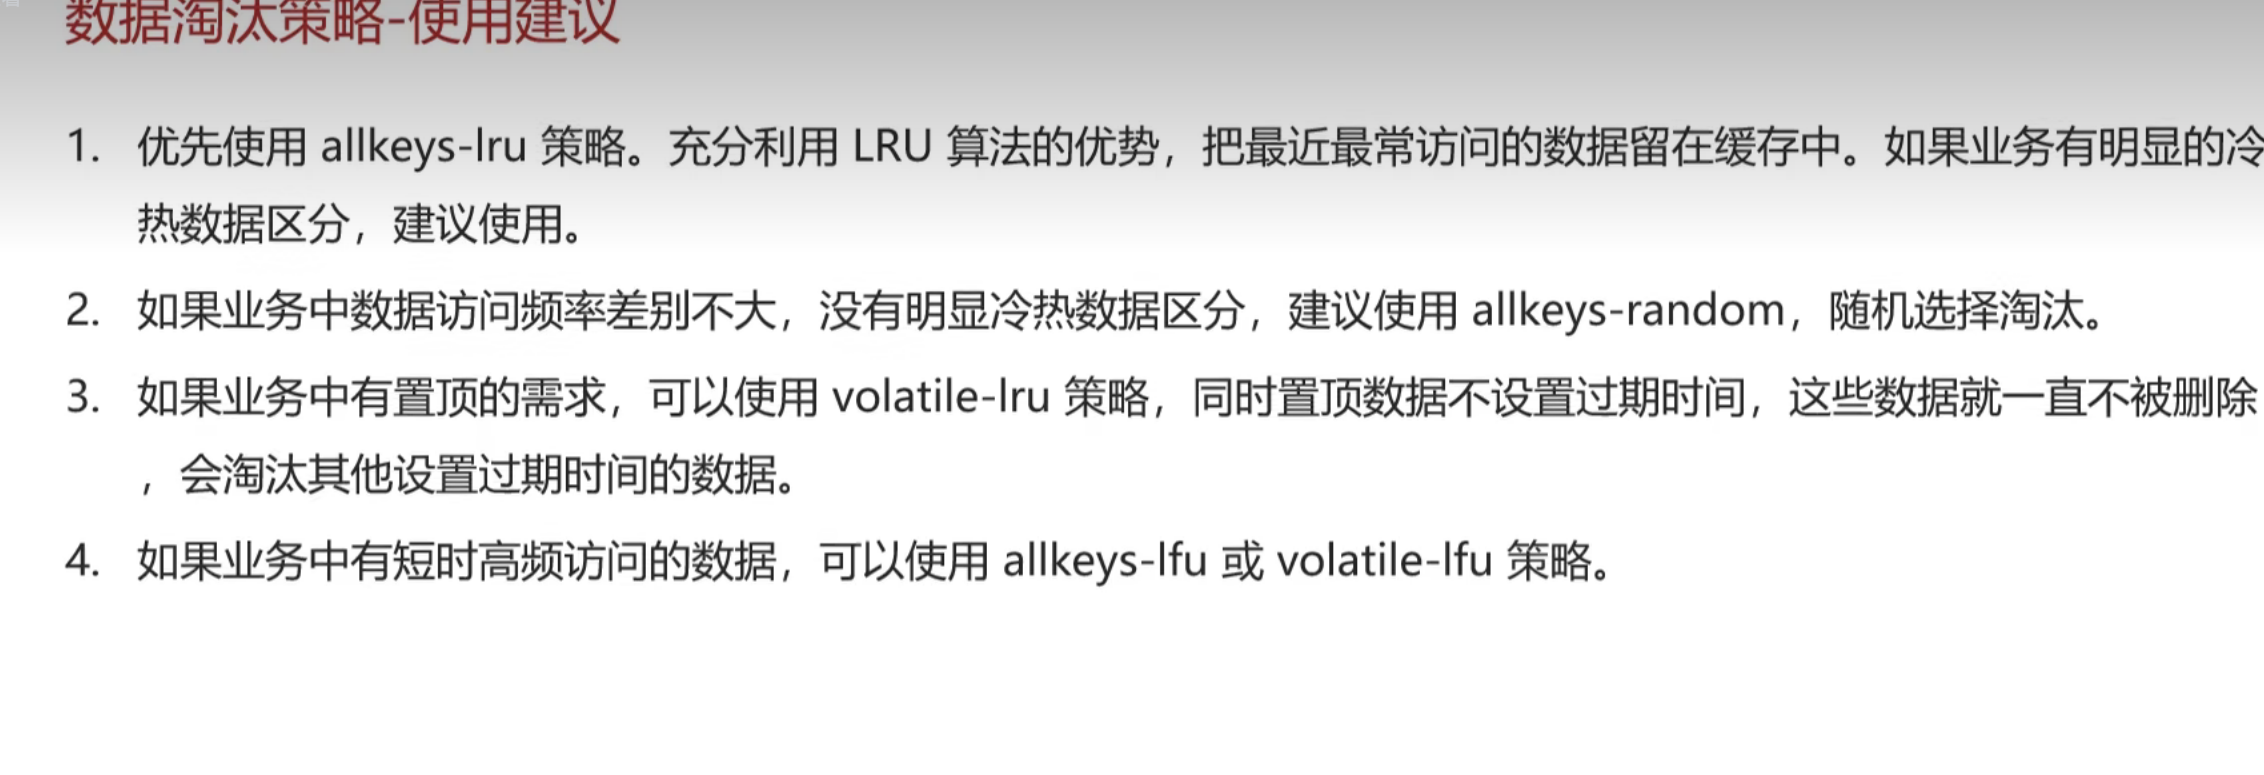 数据淘汰策略-使用建议
1. 优先使用 allkeys-lru 策略。充分利用 LRU 算法的优势，把最近最常访问的数据留在缓存中。如果业务有明显的冷
热数据区分，建议使用。
2. 如果业务中数据访问频率差别不大，没有明显冷热数据区分，建议使用 allkeys-random，随机选择淘汰。
3. 如果业务中有置顶的需求，可以使用 volatile-lru 策略，同时置顶数据不设置过期时间，这些数据就一直不被删除
，会淘汰其他设置过期时间的数据。
4. 如果业务中有短时高频访问的数据，可以使用 allkeys-lfu 或 volatile-lfu 策略。